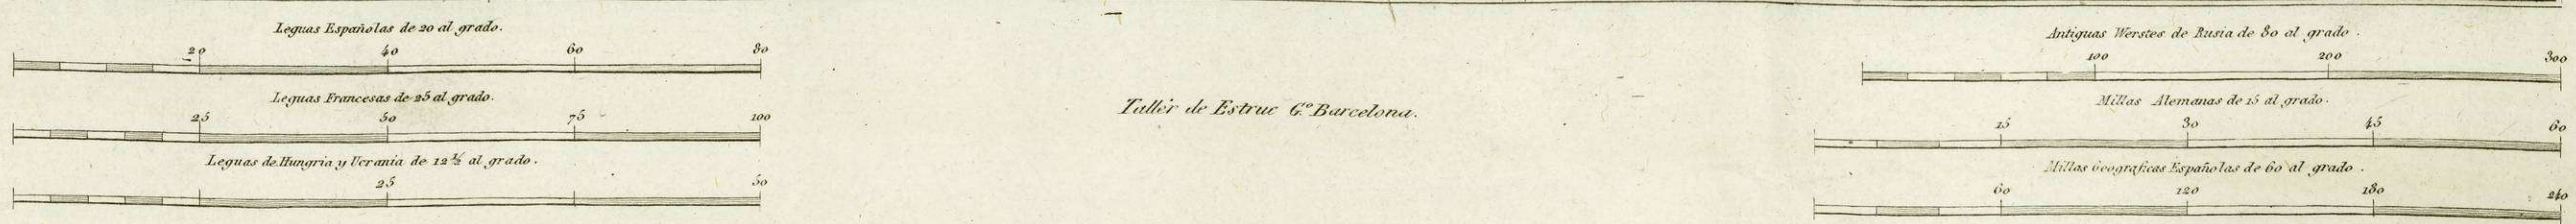 Leguas Españolas de 20 al grado.
20 40 60 80
Leguas Francesas de 25 al grado.
25 50 75 100
Leguas de Hungria y Ucrania de 12 ½ al grado.
25 50
Tallér de Estruc G.º Barcelona.
Antiguas Werstes de Rusia de 80 al grado.
100 200 300
Millas Alemanas de 15 al grado.
15 30 45 60
Millas Geograficas Españolas de 60 al grado.
60 120 180 240